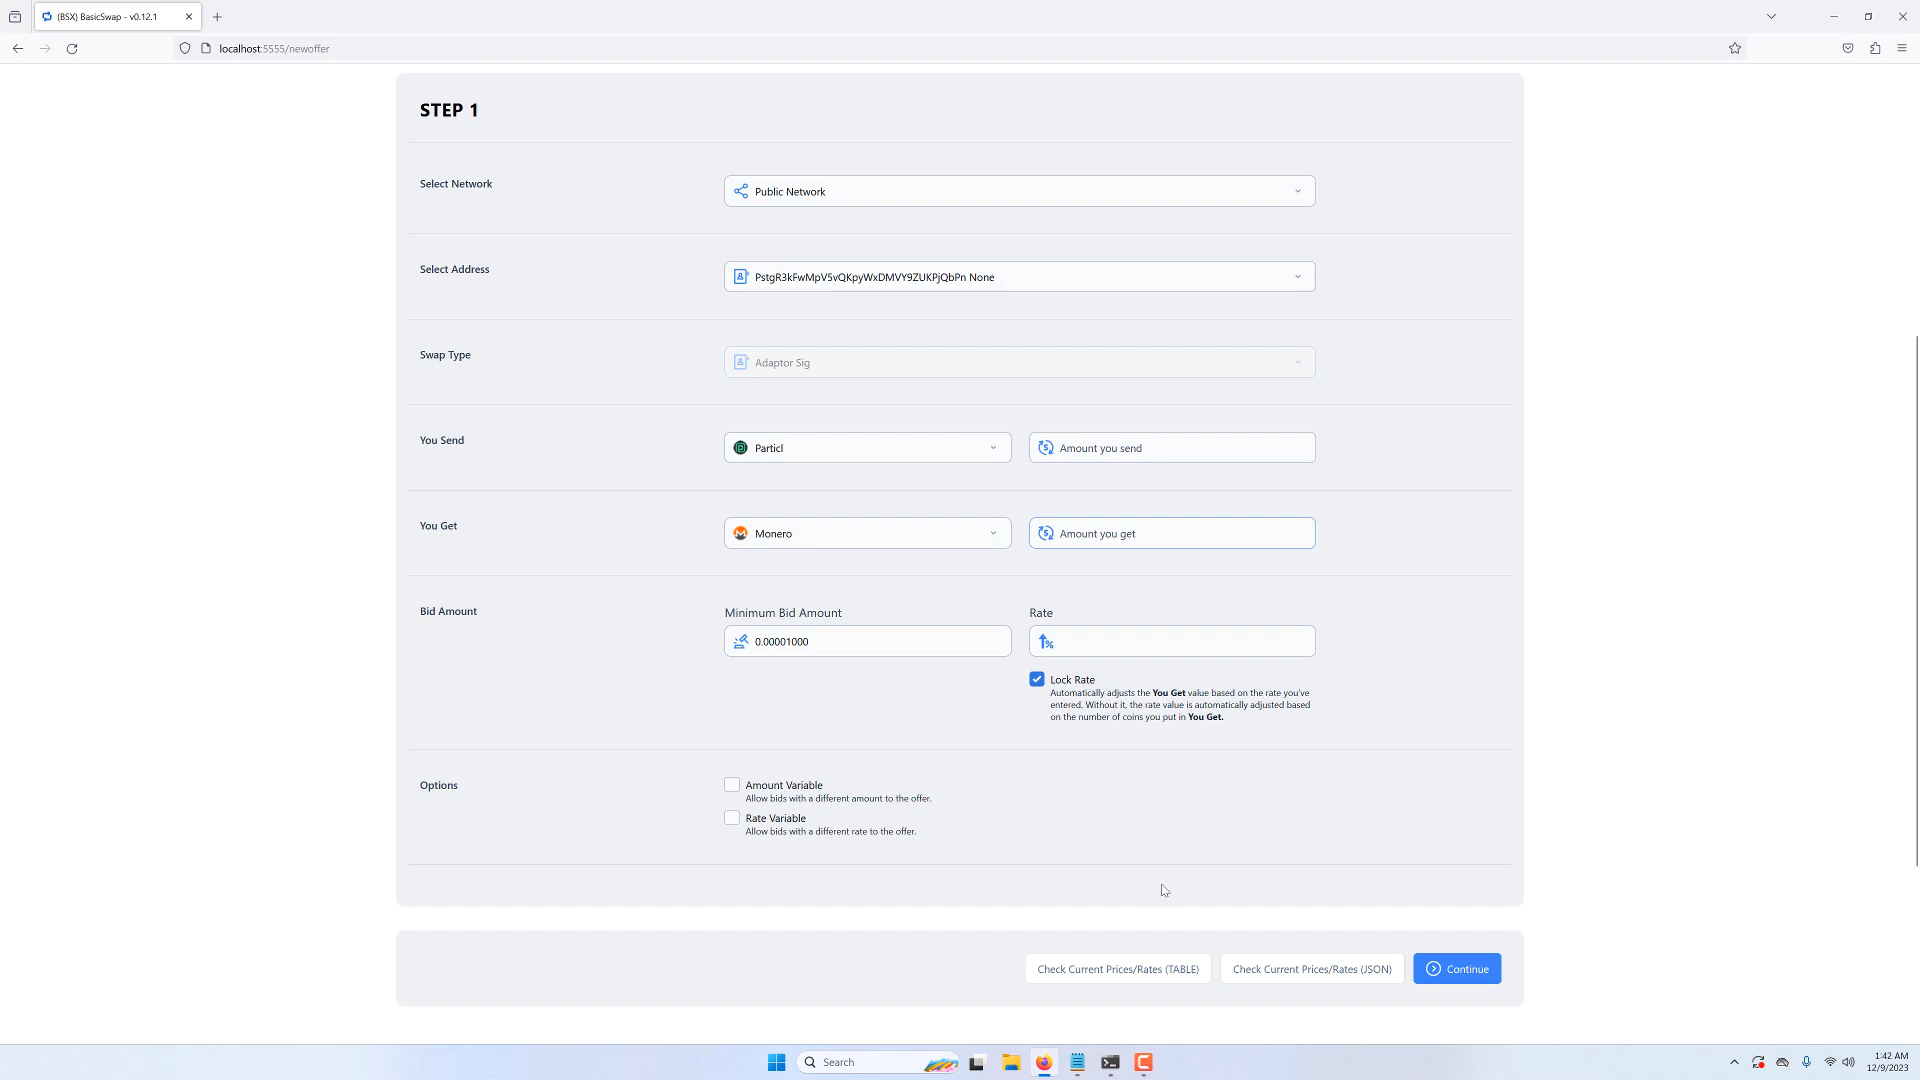 (BSX) BasicSwap - v0.12.1
localhost:5555/newoffer
STEP 1
Select Network
Public Network
Select Address
PstgR3kFwMpV5vQKpyWxDMVY9ZUKPjQbPn None
Swap Type
Adaptor Sig
You Send
Particl
Amount you send
You Get
Monero
Amount you get
Bid Amount
Minimum Bid Amount
Rate
0.00001000
Lock Rate
Automatically adjusts the You Get value based on the rate you've
entered. Without it, the rate value is automatically adjusted based
on the number of coins you put in You Get.
Options
Amount Variable
Allow bids with a different amount to the offer.
Rate Variable
Allow bids with a different rate to the offer.
Check Current Prices/Rates (TABLE)
Check Current Prices/Rates (JSON)
Continue
Search
1:42 AM
12/9/2023